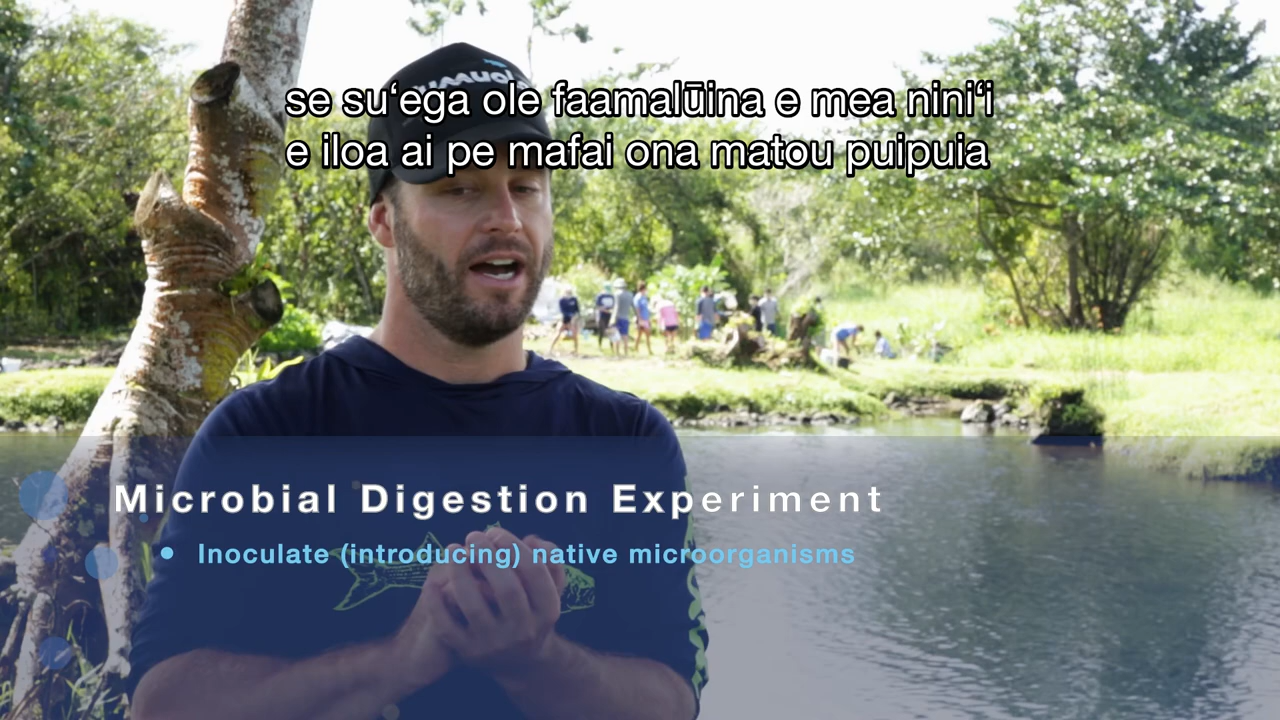 se su‘ega ole faamalūina e mea nini‘i
e iloa ai pe mafai ona matou puipuia
Microbial Digestion Experiment
• Inoculate (introducing) native microorganisms